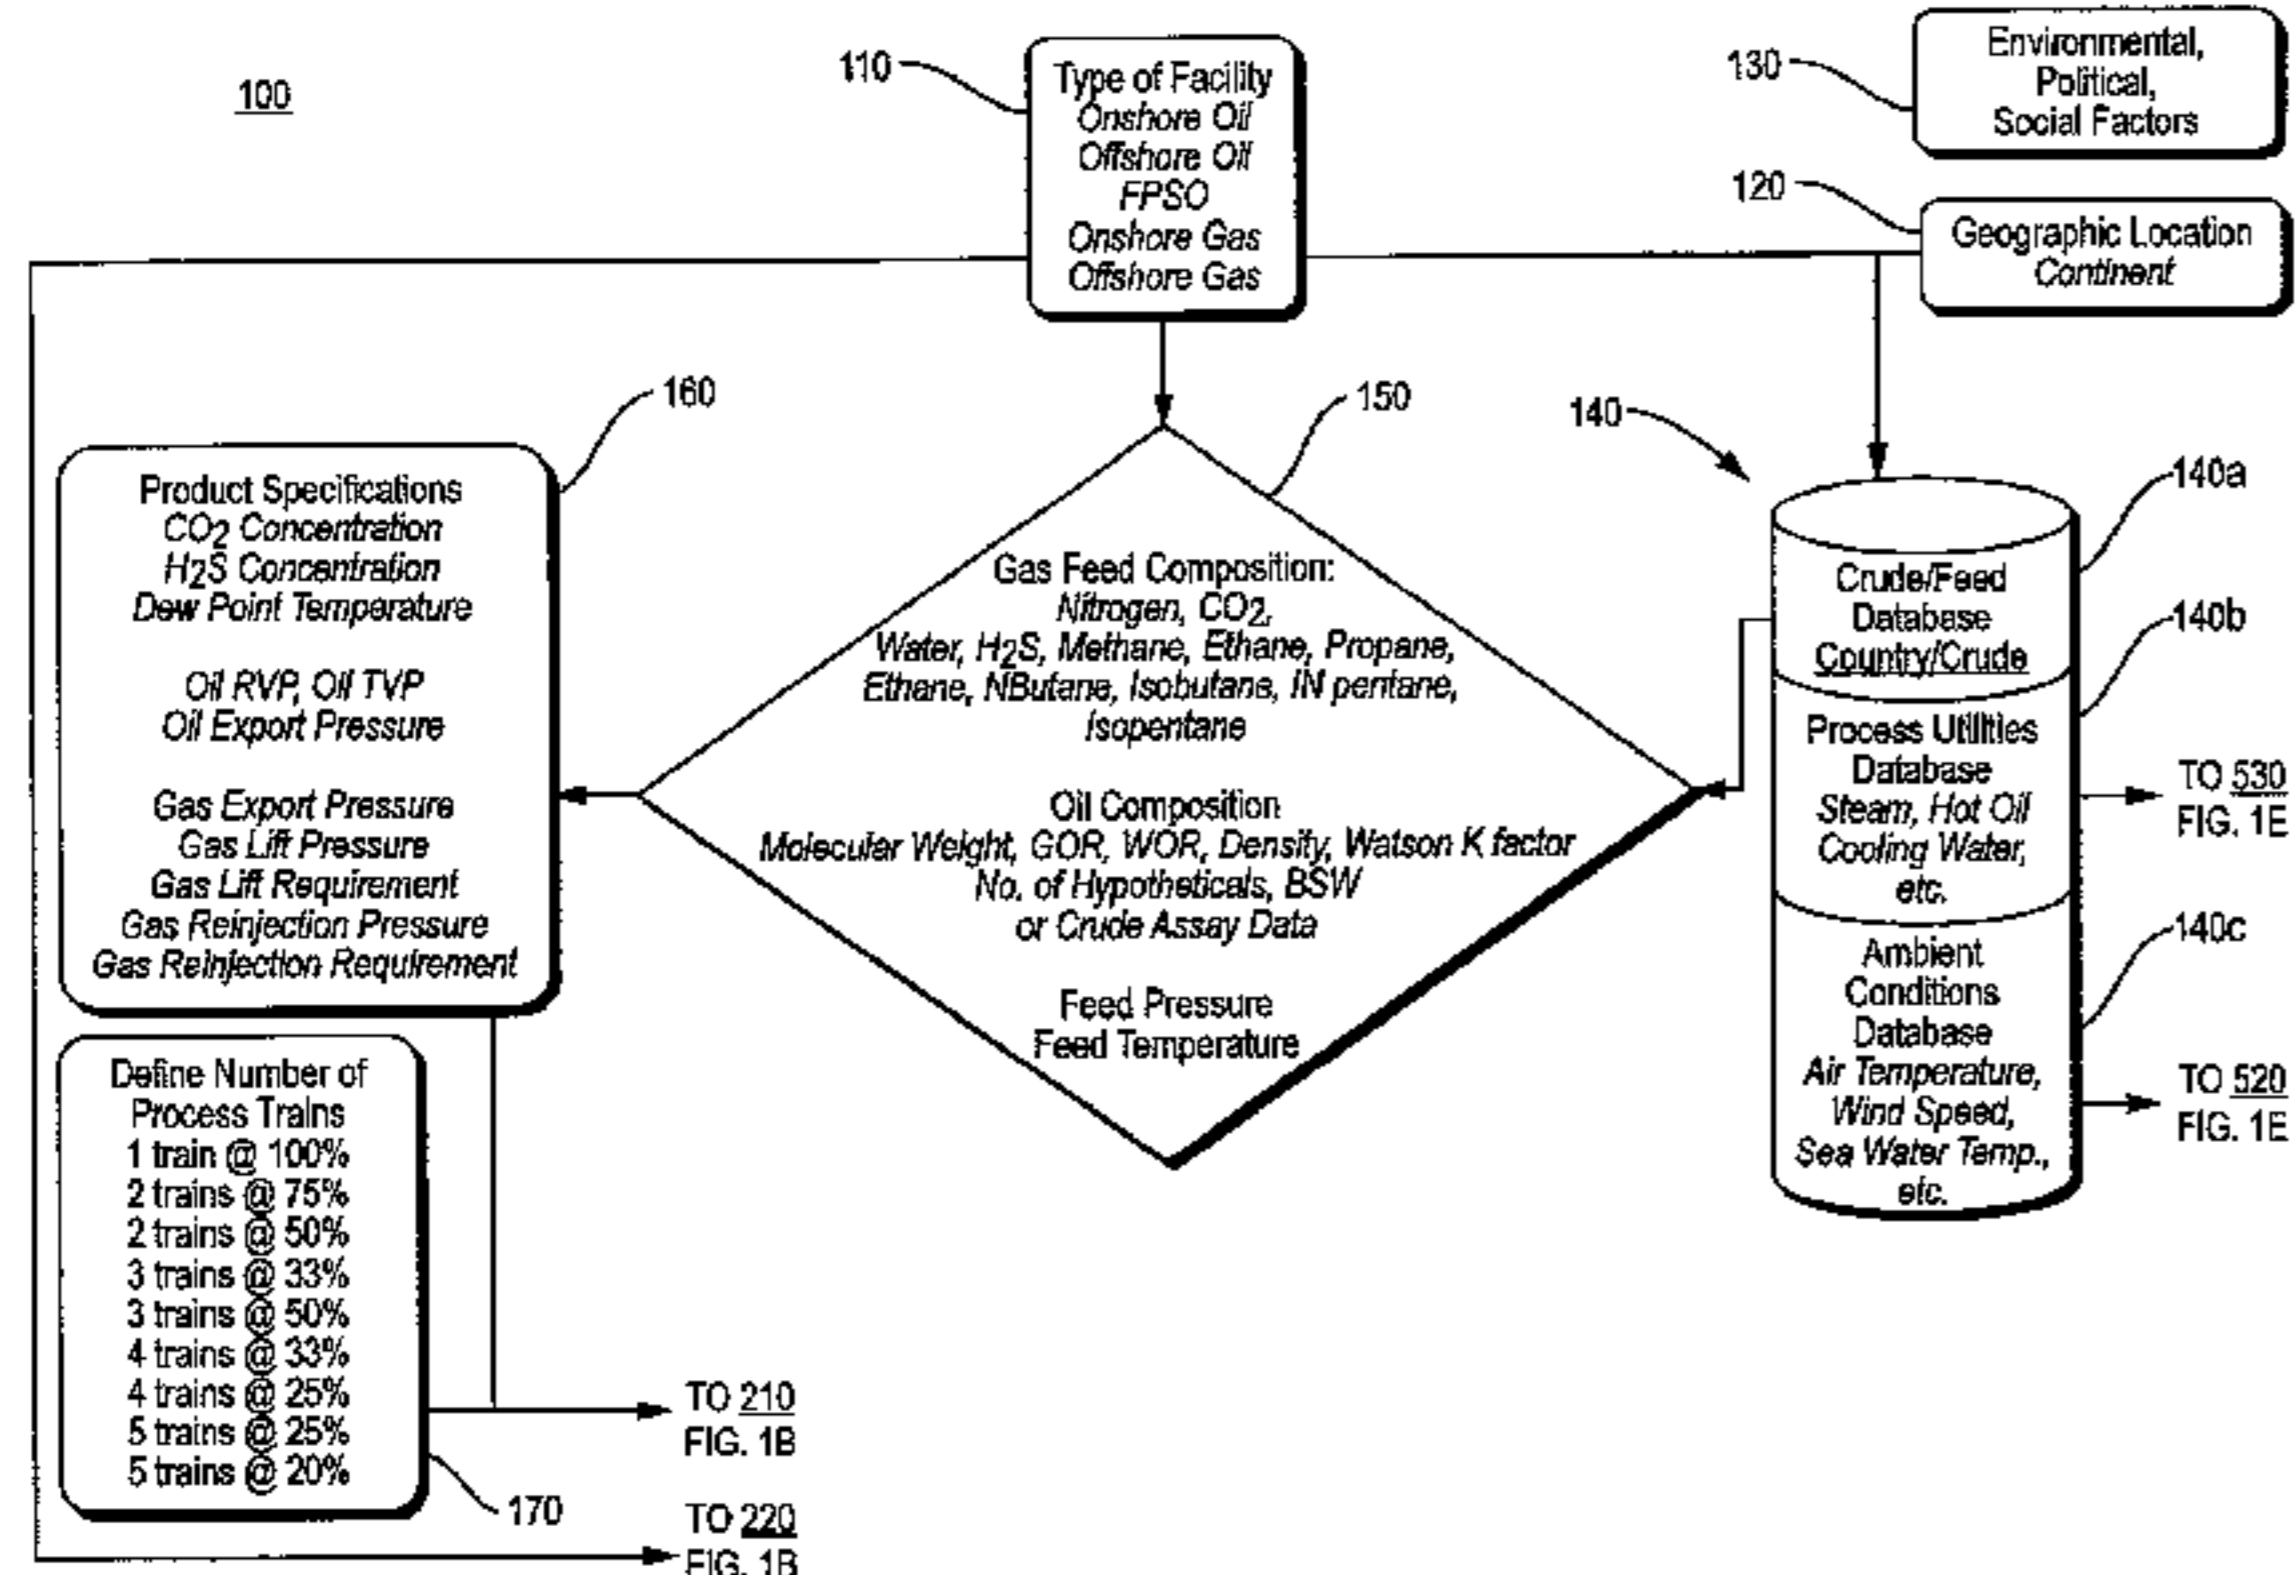 100
110
Type of Facility
Onshore Oil
Offshore Oil
FPSO
Onshore Gas
Offshore Gas
130
Environmental,
Political,
Social Factors
120
Geographic Location
Continent
160
Product Specifications
CO2 Concentration
H2S Concentration
Dew Point Temperature
Oil RVP, Oil TVP
Oil Export Pressure
Gas Export Pressure
Gas Lift Pressure
Gas Lift Requirement
Gas Reinjection Pressure
Gas Reinjection Requirement
150
Gas Feed Composition:
Nitrogen, CO2,
Water, H2S, Methane, Ethane, Propane,
Ethane, NButane, Isobutane, IN pentane,
Isopentane
Oil Composition
Molecular Weight, GOR, WOR, Density, Watson K factor
No. of Hypotheticals, BSW
or Crude Assay Data
Feed Pressure
Feed Temperature
140
140a
Crude/Feed
Database
Country/Crude
140b
Process Utilities
Database
Steam, Hot Oil
Cooling Water,
etc.
TO 530
FIG. 1E
140c
Ambient
Conditions
Database
Air Temperature,
Wind Speed,
Sea Water Temp.,
etc.
TO 520
FIG. 1E
Define Number of
Process Trains
1 train @ 100%
2 trains @ 75%
2 trains @ 50%
3 trains @ 33%
3 trains @ 50%
4 trains @ 33%
4 trains @ 25%
5 trains @ 25%
5 trains @ 20%
170
TO 210
FIG. 1B
TO 220
FIG. 1B